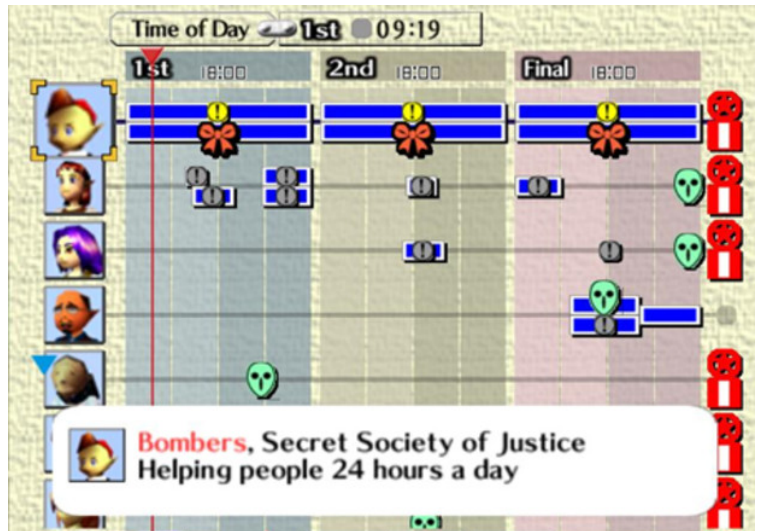 Time of Day 1st 09:19
1st 18:00 2nd 18:00 Final 18:00
Bombers, Secret Society of Justice
Helping people 24 hours a day